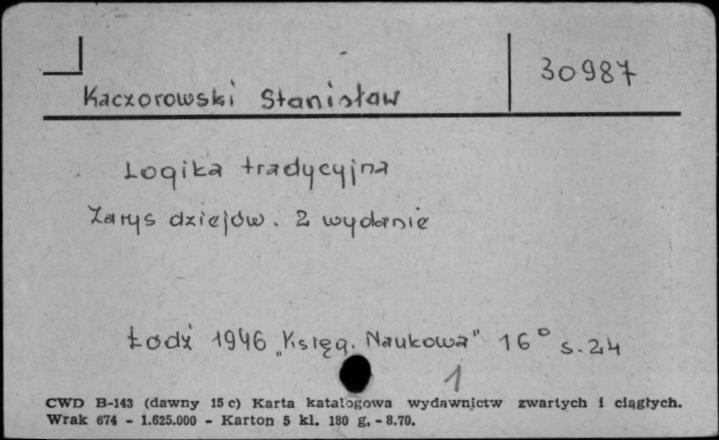 30987
Kaczorowski Stanisław
Logika tradycyjna
Zarys dziejów. 2 wydanie
Łódź 1946 „Księg. Naukowa" 16° s. 24
1
CWD B-143 (dawny 15 c) Karta katalogowa wydawnictw zwartych i ciągłych.
Wrak 674 - 1.625.000 - Karton 5 kl. 180 g. - 8.70.